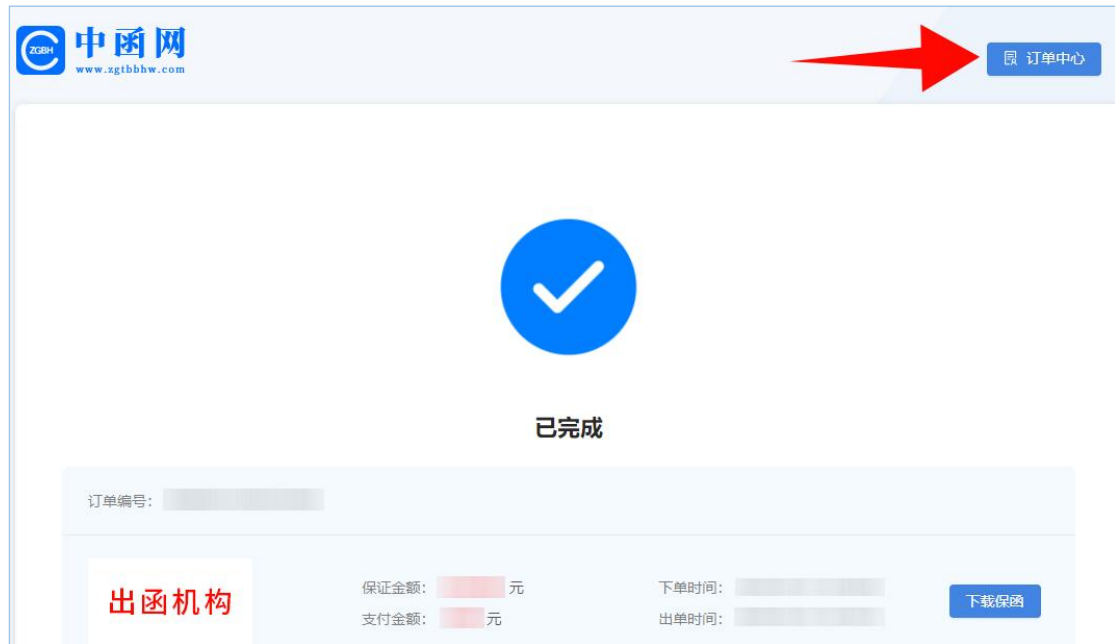 ZGBH
中函网
www.zgtbbhw.com
订单中心
已完成
订单编号：
出函机构
保证金额： 元
下单时间：
支付金额： 元
出单时间：
下载保函